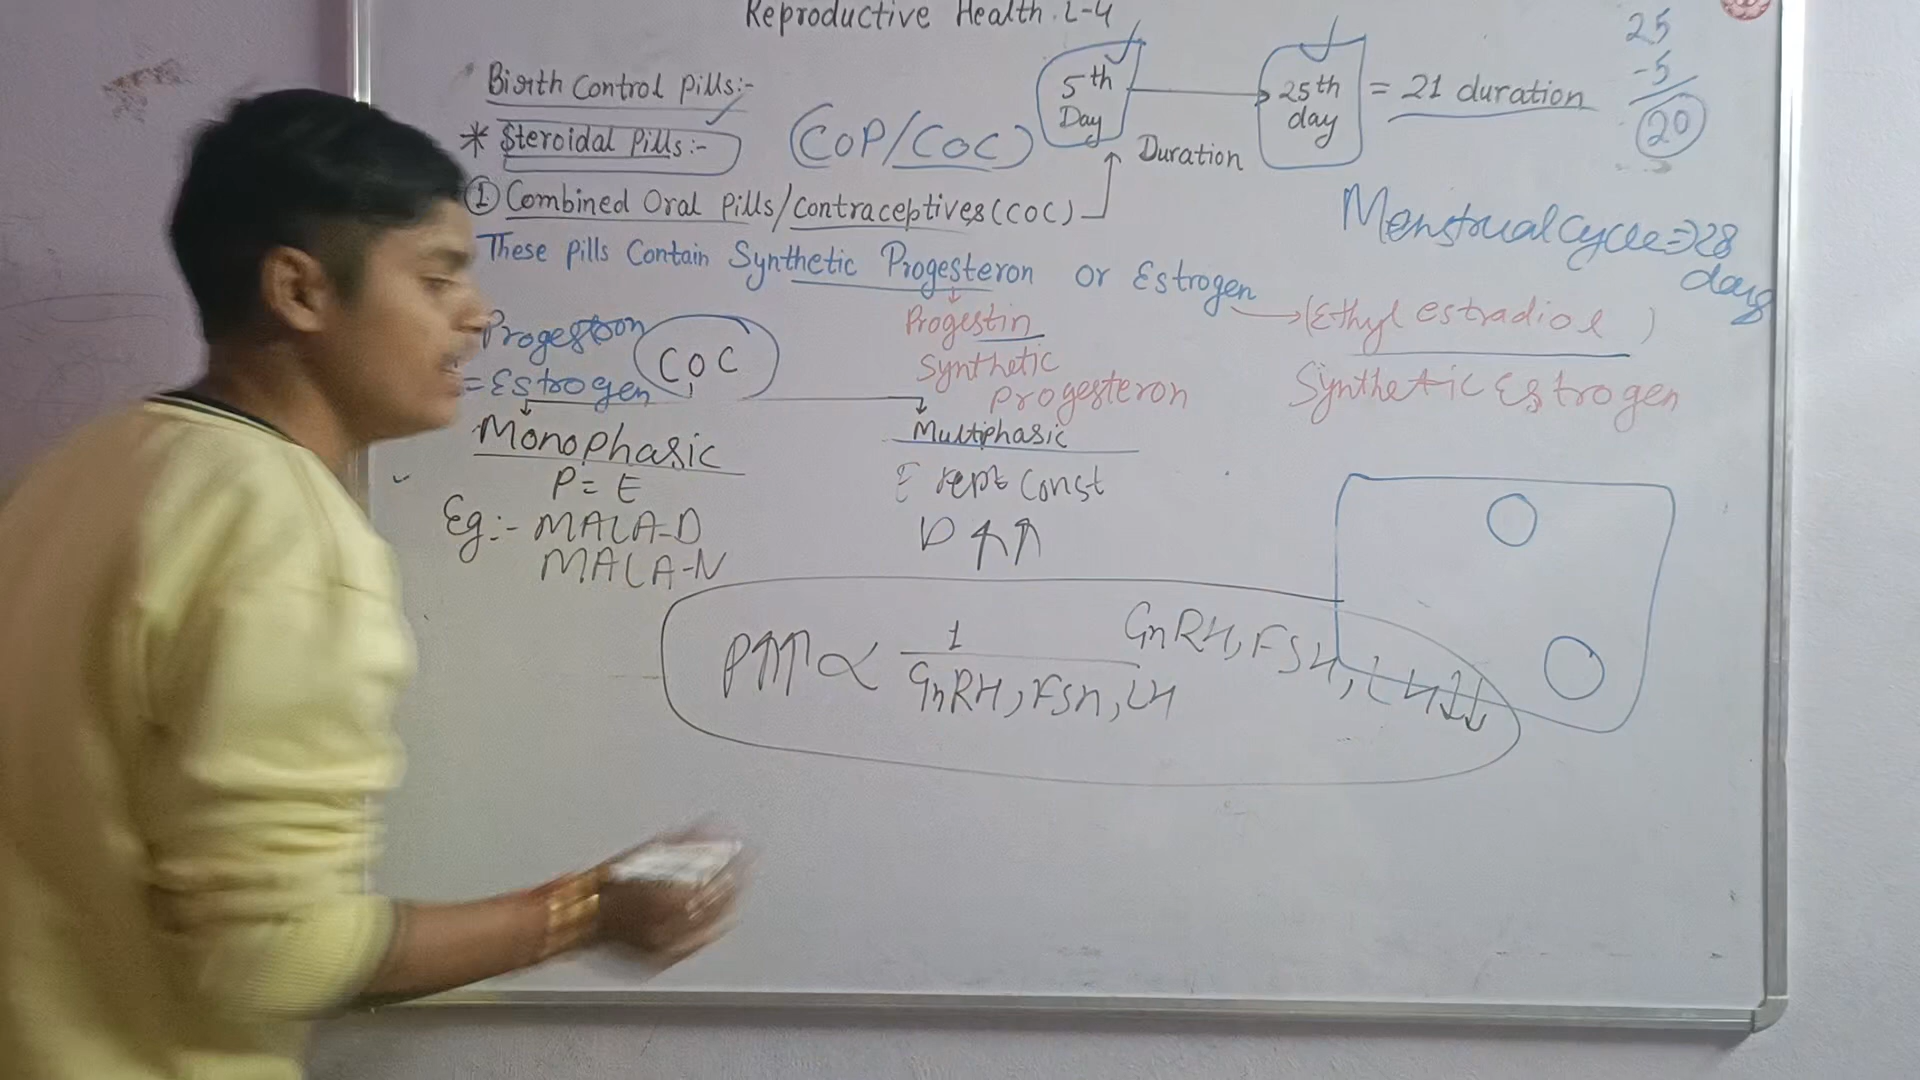 Reproductive Health L-4
Birth Control Pills:-
* Steroidal Pills:-
(COP/COC)
5th Day
25th day
= 21 duration
Duration
25
-5
20
① Combined Oral Pills/Contraceptives (COC)
Menstrual Cycle => 28 days
These Pills Contain Synthetic Progesteron or Estrogen
Progestin
Synthetic Progesteron
(Ethyl estradiol)
Synthetic Estrogen
= Estrogen
COC
Monophasic
P = E
Eg:- MALA-D
MALA-N
Multiphasic
E kept Const
P↑↑
P↑↑↑ ∝ 1
GnRH, FSH, LH
GnRH, FSH, LH↓↓